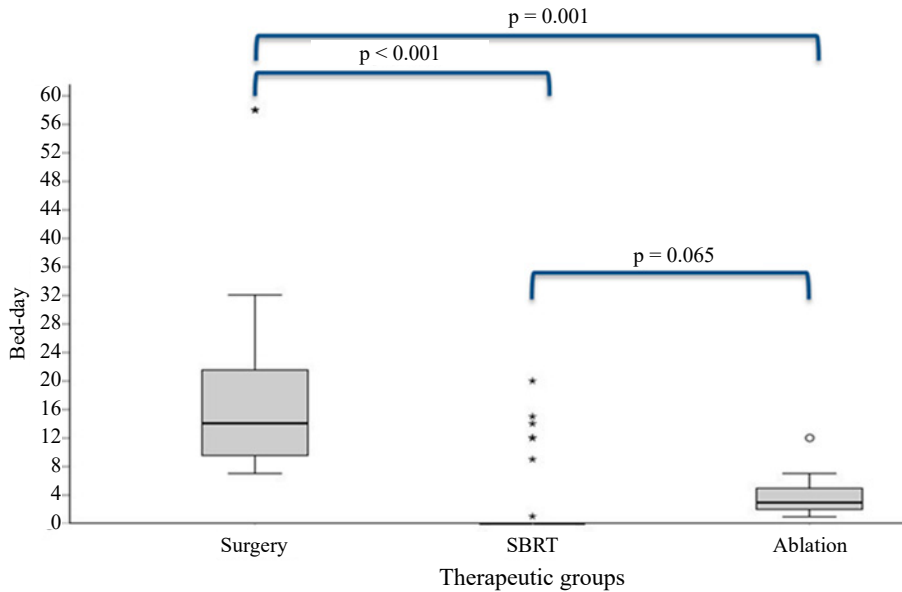 p = 0.001
p < 0.001
60
56
52
48
44
40
36
32
28
24
20
16
12
8
4
0
Bed-day
p = 0.065
Surgery SBRT Ablation
Therapeutic groups